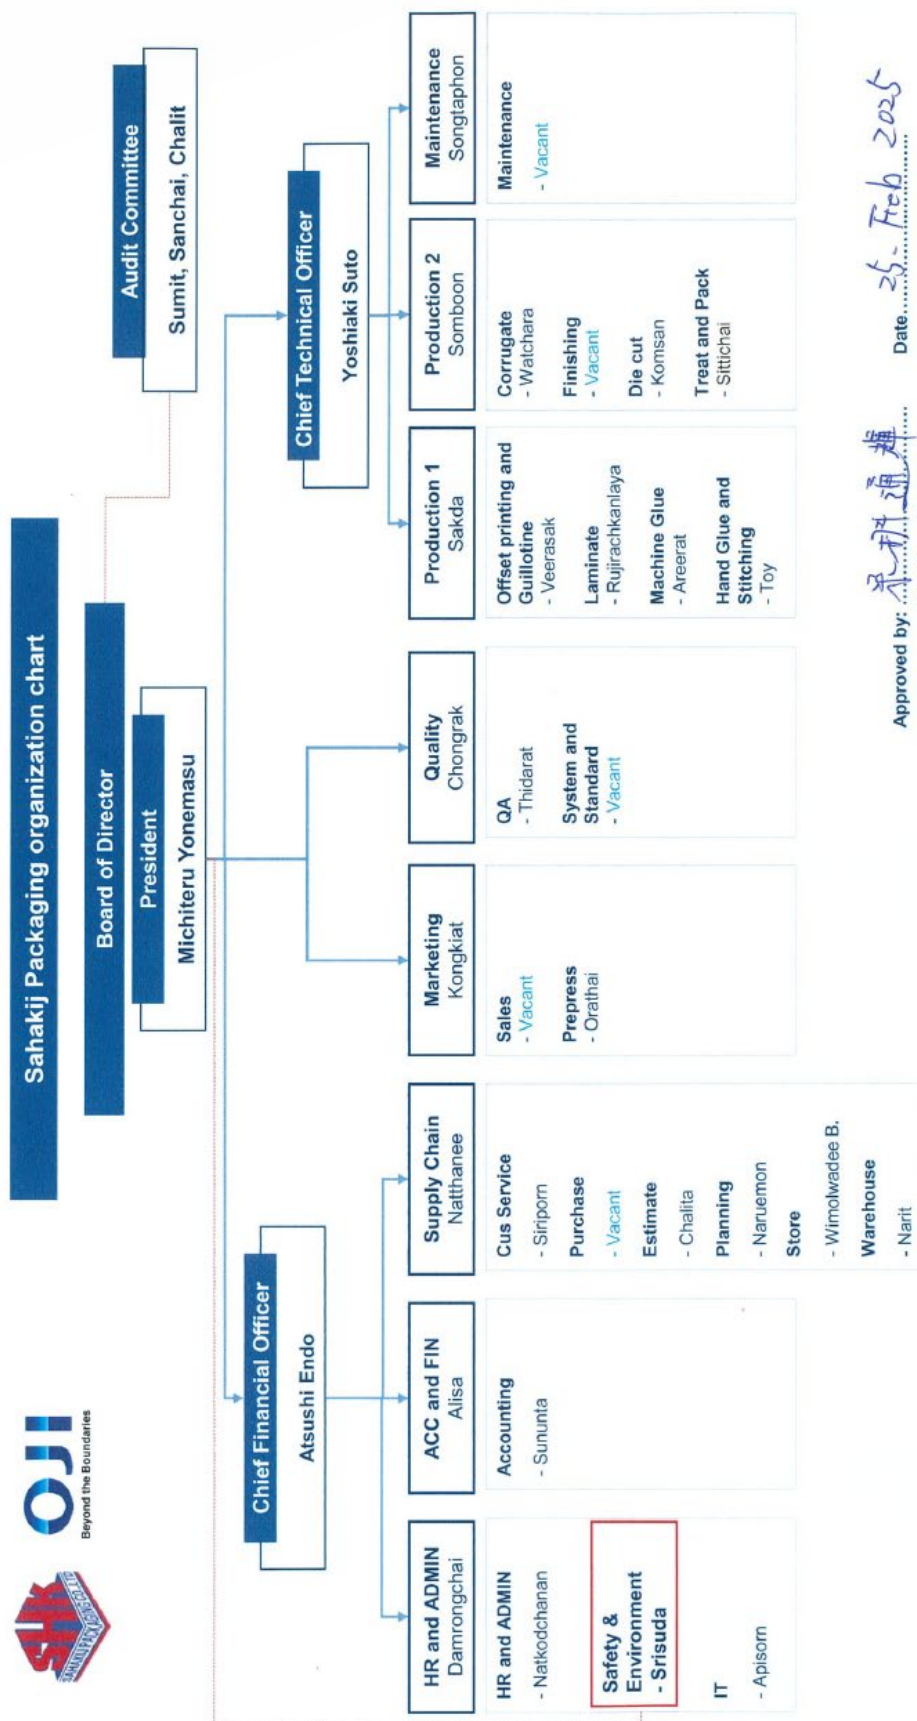 SHK
SAHAKIJ PACKAGING CO.,LTD
OJI
Beyond the Boundaries
Sahakij Packaging organization chart
Board of Director
President
Michiteru Yonemasu
Audit Committee
Sumit, Sanchai, Chalit
Chief Financial Officer
Atsushi Endo
Chief Technical Officer
Yoshiaki Suto
HR and ADMIN
Damrongchai
HR and ADMIN
- Natkodchanan
Safety &
Environment
- Srisuda
IT
- Apisorn
ACC and FIN
Alisa
Accounting
- Sununta
Supply Chain
Natthanee
Cus Service
- Siriporn
Purchase
- Vacant
Estimate
- Chalita
Planning
- Naruemon
Store
- Wimolwadee B.
Warehouse
- Narit
Marketing
Kongkiat
Sales
- Vacant
Prepress
- Orathai
Quality
Chongrak
QA
- Thidarat
System and
Standard
- Vacant
Production 1
Sakda
Offset printing and
Guillotine
- Veerasak
Laminate
- Rujirachkanlaya
Machine Glue
- Areerat
Hand Glue and
Stitching
- Toy
Production 2
Somboon
Corrugate
- Watchara
Finishing
- Vacant
Die cut
- Komsan
Treat and Pack
- Sittichai
Maintenance
Songtaphon
Maintenance
- Vacant
Approved by:
Date 25- Feb 2025